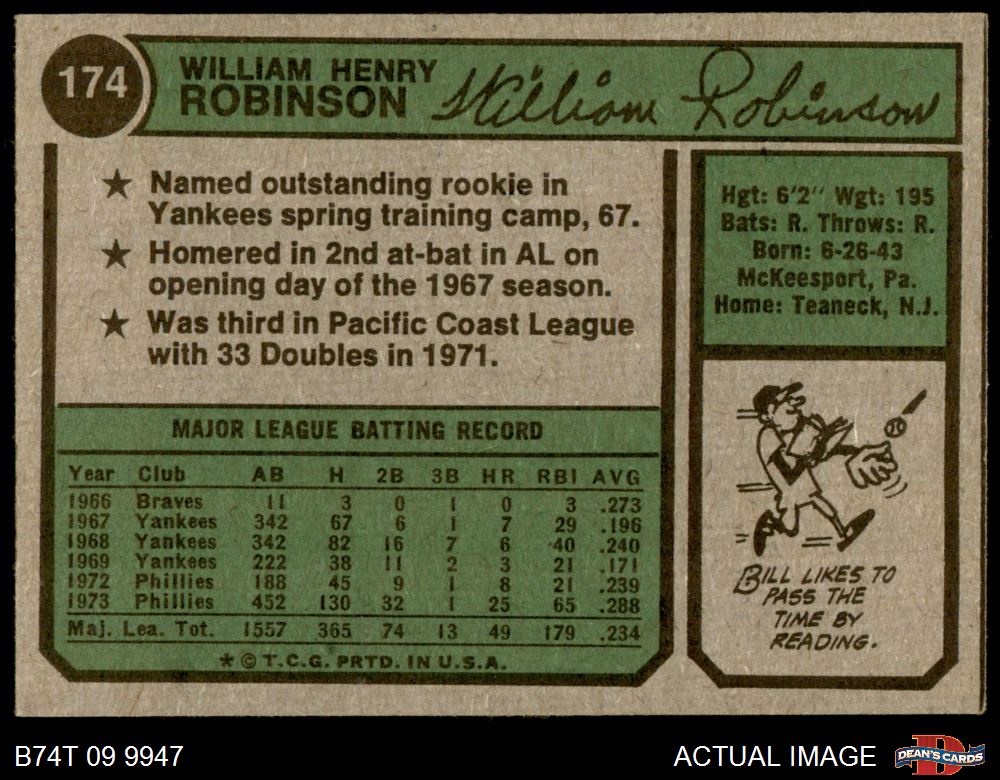 174
WILLIAM HENRY
ROBINSON
William Robinson
★ Named outstanding rookie in
Yankees spring training camp, 67.
★ Homered in 2nd at-bat in AL on
opening day of the 1967 season.
★ Was third in Pacific Coast League
with 33 Doubles in 1971.
Hgt: 6'2" Wgt: 195
Bats: R. Throws: R.
Born: 6-26-43
McKeesport, Pa.
Home: Teaneck, N.J.
MAJOR LEAGUE BATTING RECORD
Year Club AB H 2B 3B HR RBI AVG
1966 Braves 11 3 0 1 0 3 .273
1967 Yankees 342 67 6 1 7 29 .196
1968 Yankees 342 82 16 7 6 40 .240
1969 Yankees 222 38 11 2 3 21 .171
1972 Phillies 188 45 9 1 8 21 .239
1973 Phillies 452 130 32 1 25 65 .288
Maj. Lea. Tot. 1557 365 74 13 49 179 .234
★ © T.C.G. PRTD. IN U.S.A.
BILL LIKES TO
PASS THE
TIME BY
READING.
B74T 09 9947
ACTUAL IMAGE
DEAN'S CARDS